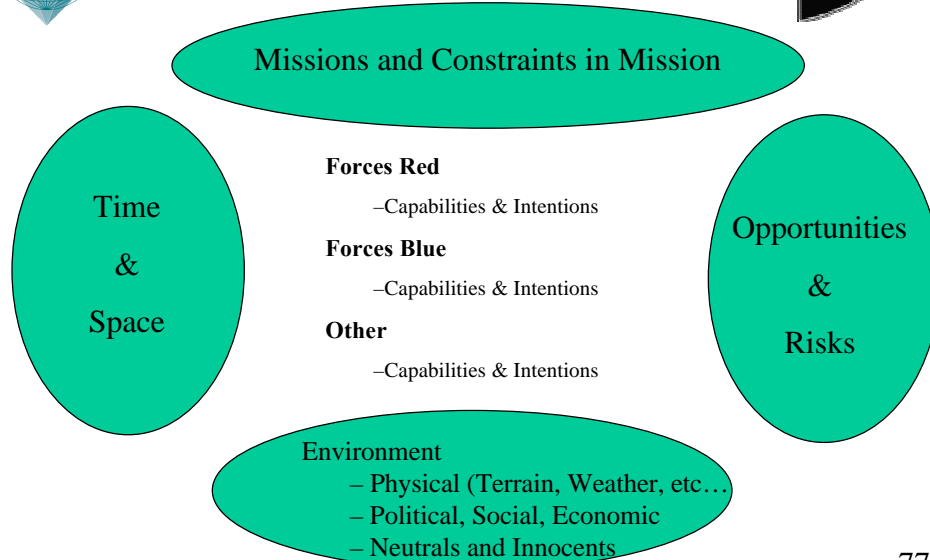 Missions and Constraints in Mission
Time
&
Space
Forces Red
–Capabilities & Intentions
Forces Blue
–Capabilities & Intentions
Other
–Capabilities & Intentions
Opportunities
&
Risks
Environment
– Physical (Terrain, Weather, etc…
– Political, Social, Economic
– Neutrals and Innocents
77